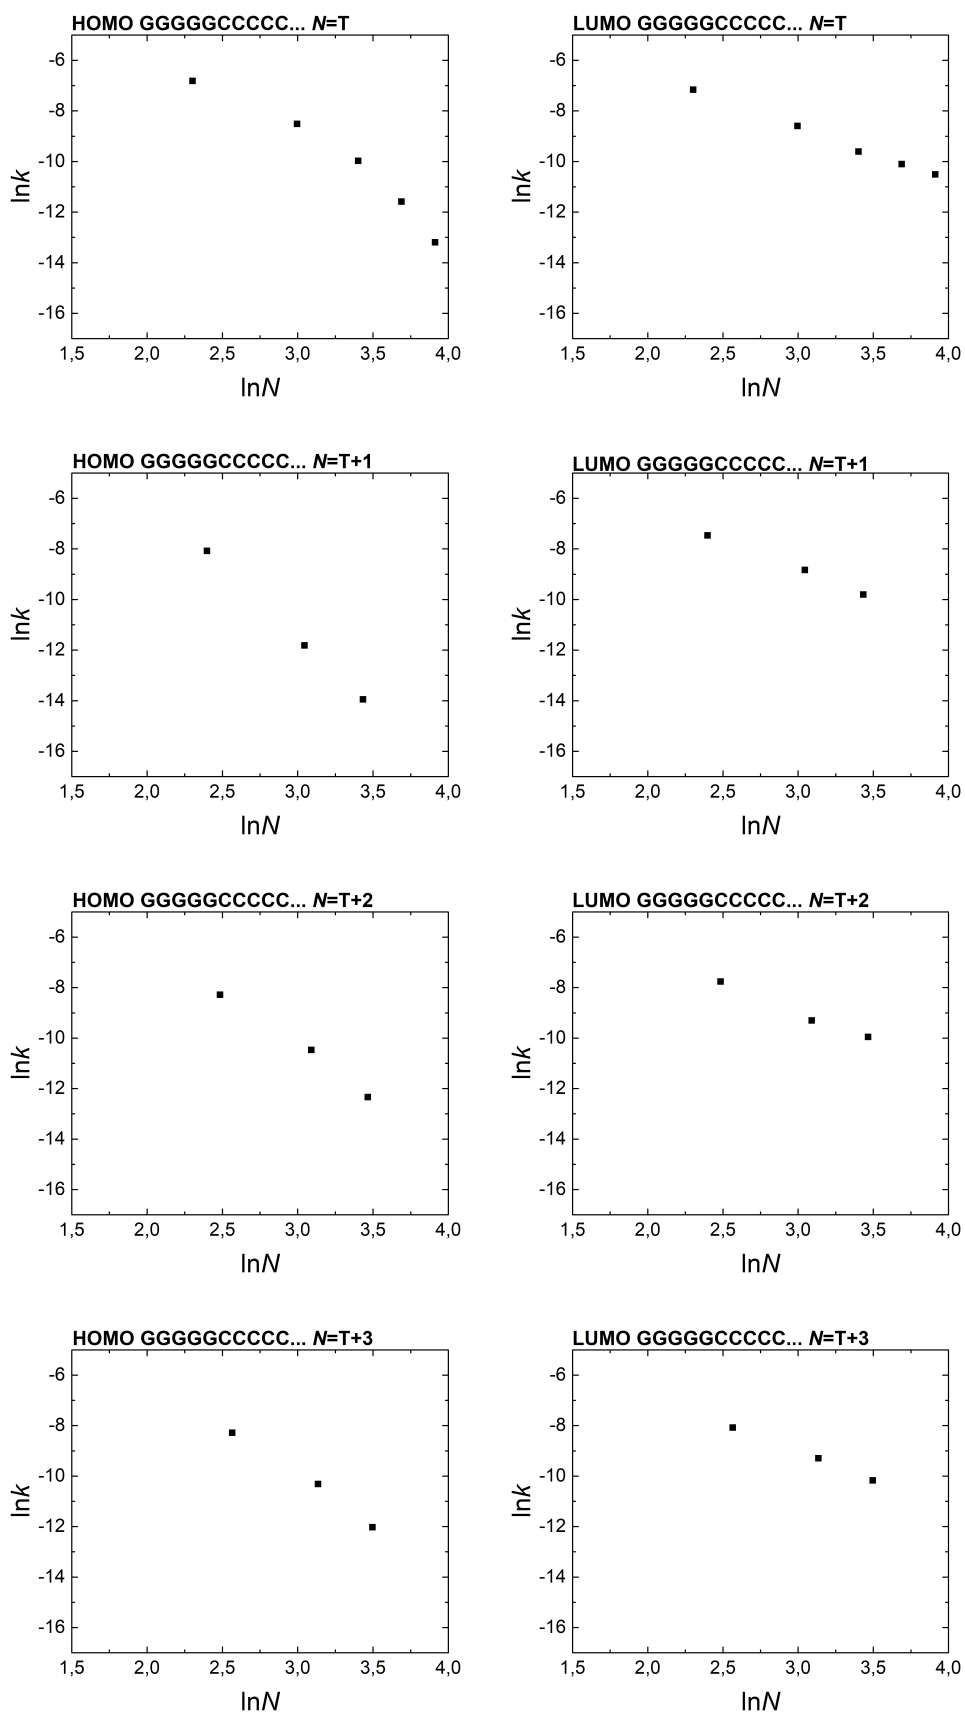 HOMO GGGGGCCCCC... N=T
-6
-8
-10
-12
-14
-16
lnk
1,5 2,0 2,5 3,0 3,5 4,0
lnN
LUMO GGGGGCCCCC... N=T
-6
-8
-10
-12
-14
-16
lnk
1,5 2,0 2,5 3,0 3,5 4,0
lnN
HOMO GGGGGCCCCC... N=T+1
-6
-8
-10
-12
-14
-16
lnk
1,5 2,0 2,5 3,0 3,5 4,0
lnN
LUMO GGGGGCCCCC... N=T+1
-6
-8
-10
-12
-14
-16
lnk
1,5 2,0 2,5 3,0 3,5 4,0
lnN
HOMO GGGGGCCCCC... N=T+2
-6
-8
-10
-12
-14
-16
lnk
1,5 2,0 2,5 3,0 3,5 4,0
lnN
LUMO GGGGGCCCCC... N=T+2
-6
-8
-10
-12
-14
-16
lnk
1,5 2,0 2,5 3,0 3,5 4,0
lnN
HOMO GGGGGCCCCC... N=T+3
-6
-8
-10
-12
-14
-16
lnk
1,5 2,0 2,5 3,0 3,5 4,0
lnN
LUMO GGGGGCCCCC... N=T+3
-6
-8
-10
-12
-14
-16
lnk
1,5 2,0 2,5 3,0 3,5 4,0
lnN